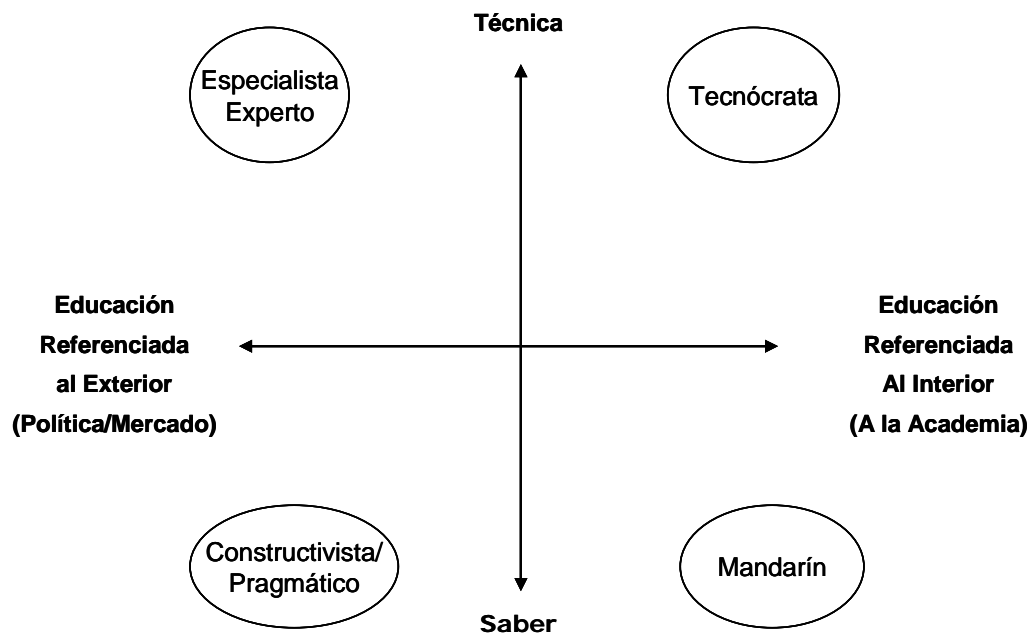 Técnica
Especialista
Experto
Tecnócrata
Educación
Referenciada
al Exterior
(Política/Mercado)
Educación
Referenciada
Al Interior
(A la Academia)
Constructivista/
Pragmático
Mandarín
Saber